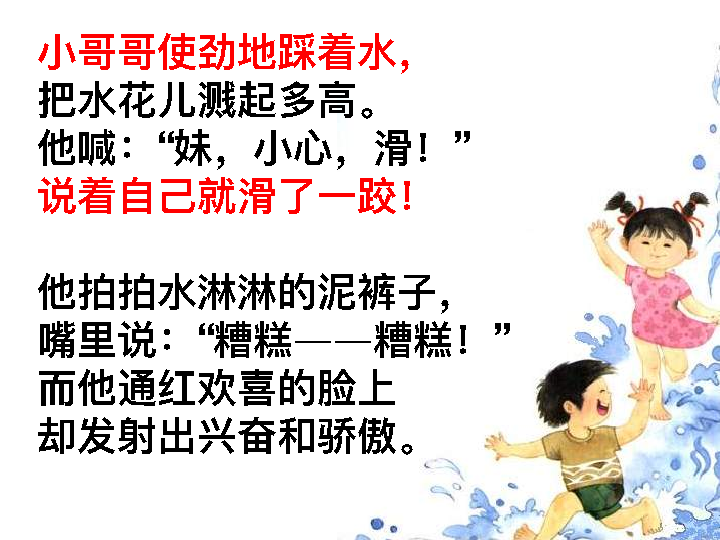 小哥哥使劲地踩着水，
把水花儿溅起多高。
他喊：“妹，小心，滑！”
说着自己就滑了一跤！
他拍拍水淋淋的泥裤子，
嘴里说：“糟糕——糟糕！”
而他通红欢喜的脸上
却发射出兴奋和骄傲。